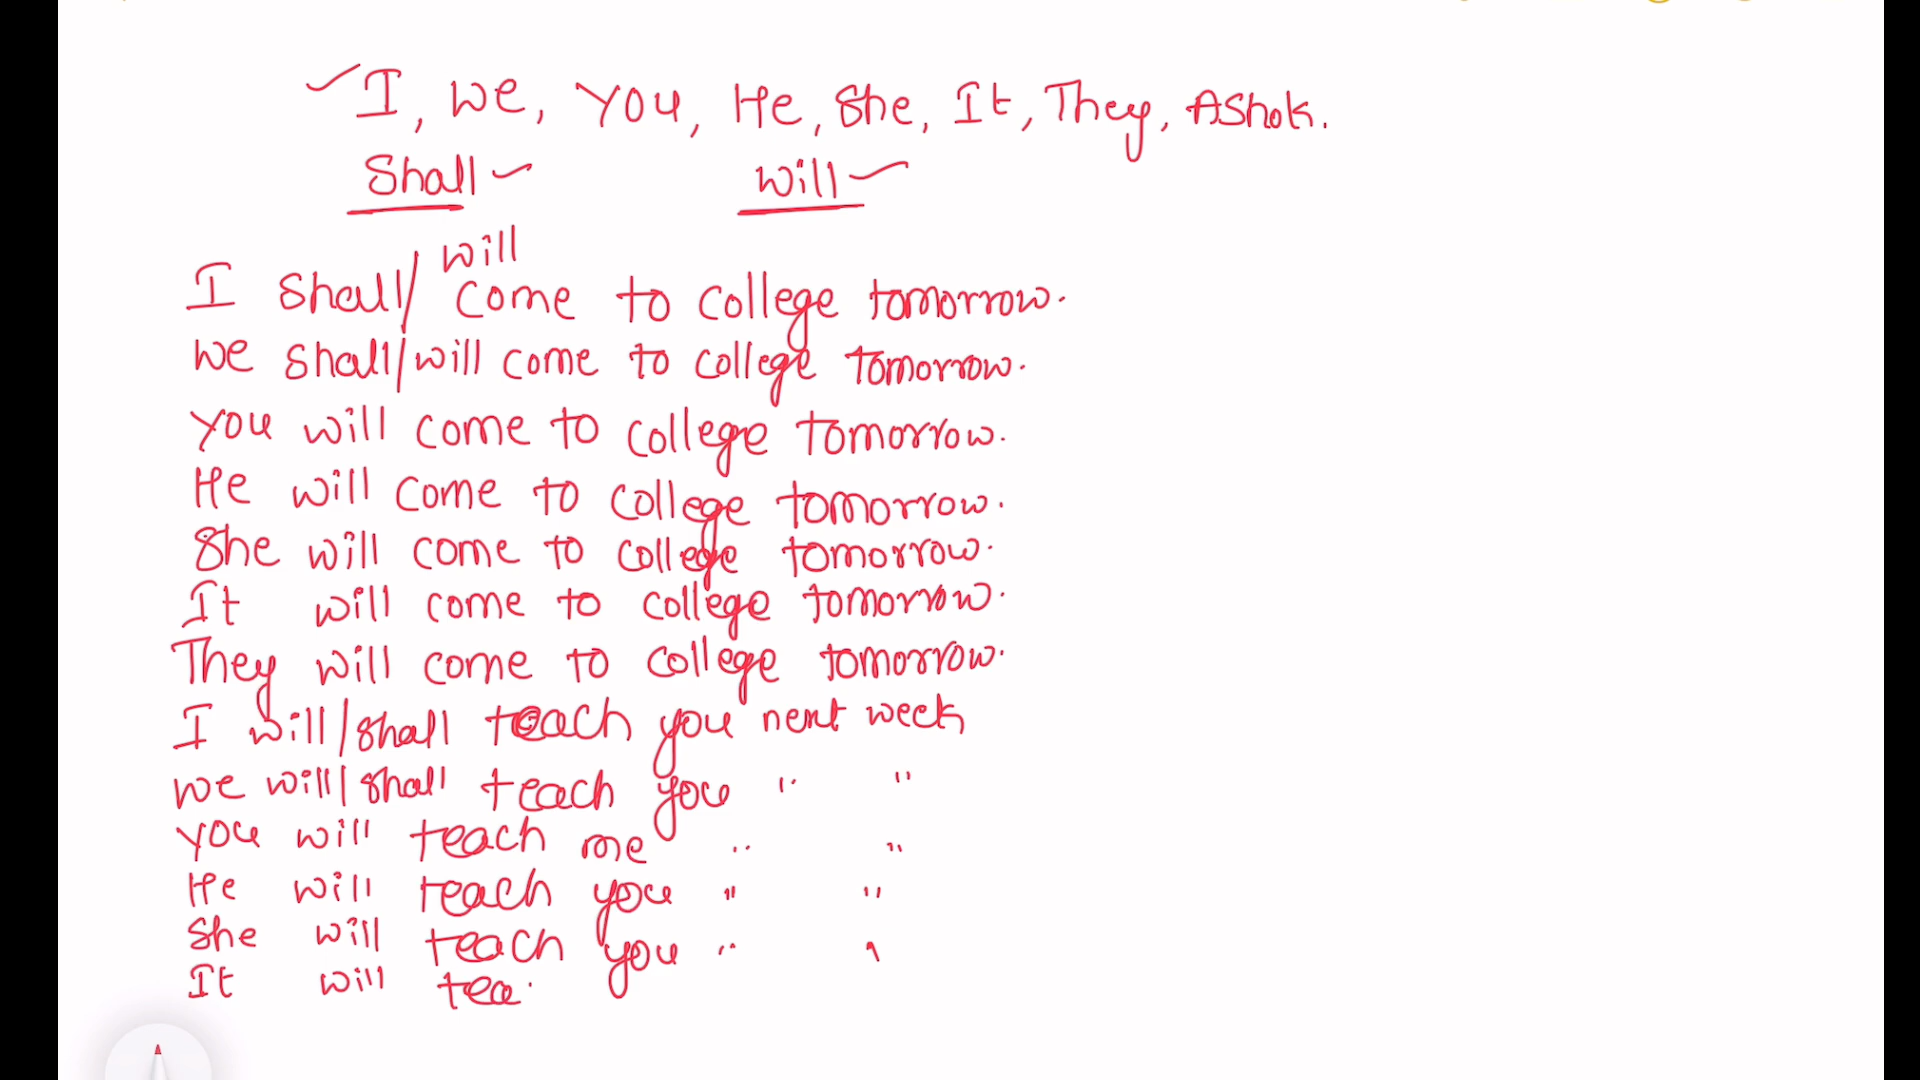 I, we, you, He, She, It, They, Ashok.
Shall will
will
I shall/ come to college tomorrow.
we shall/will come to college tomorrow.
you will come to college tomorrow.
He will come to college tomorrow.
She will come to college tomorrow.
It will come to college tomorrow.
They will come to college tomorrow.
I will/shall teach you next week
we will/shall teach you " "
you will teach me " "
He will teach you " "
She will teach you " "
It will tea